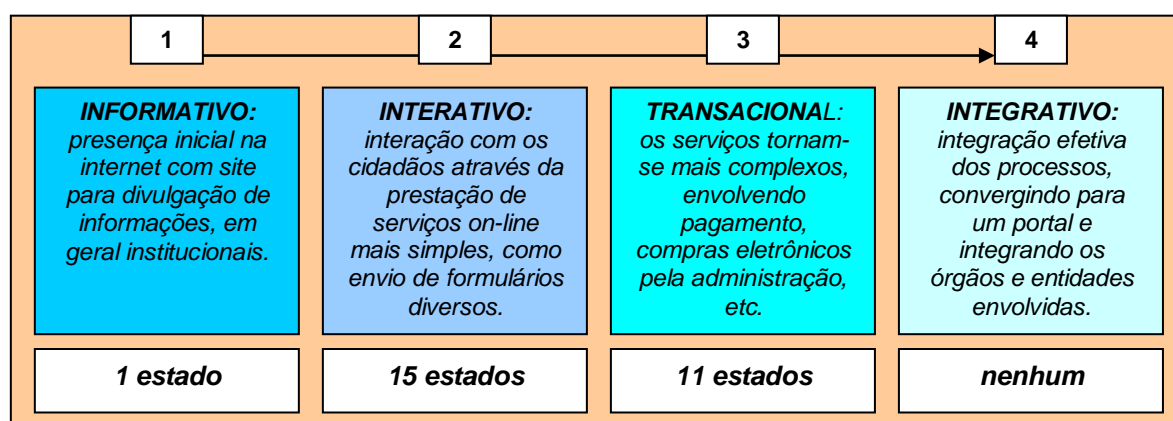 1
2
3
4
INFORMATIVO:
presença inicial na
internet com site
para divulgação de
informações, em
geral institucionais.
INTERATIVO:
interação com os
cidadãos através da
prestação de
serviços on-line
mais simples, como
envio de formulários
diversos.
TRANSACIONAL:
os serviços tornam-
se mais complexos,
envolvendo
pagamento,
compras eletrônicos
pela administração,
etc.
INTEGRATIVO:
integração efetiva
dos processos,
convergindo para
um portal e
integrando os
órgãos e entidades
envolvidas.
1 estado
15 estados
11 estados
nenhum